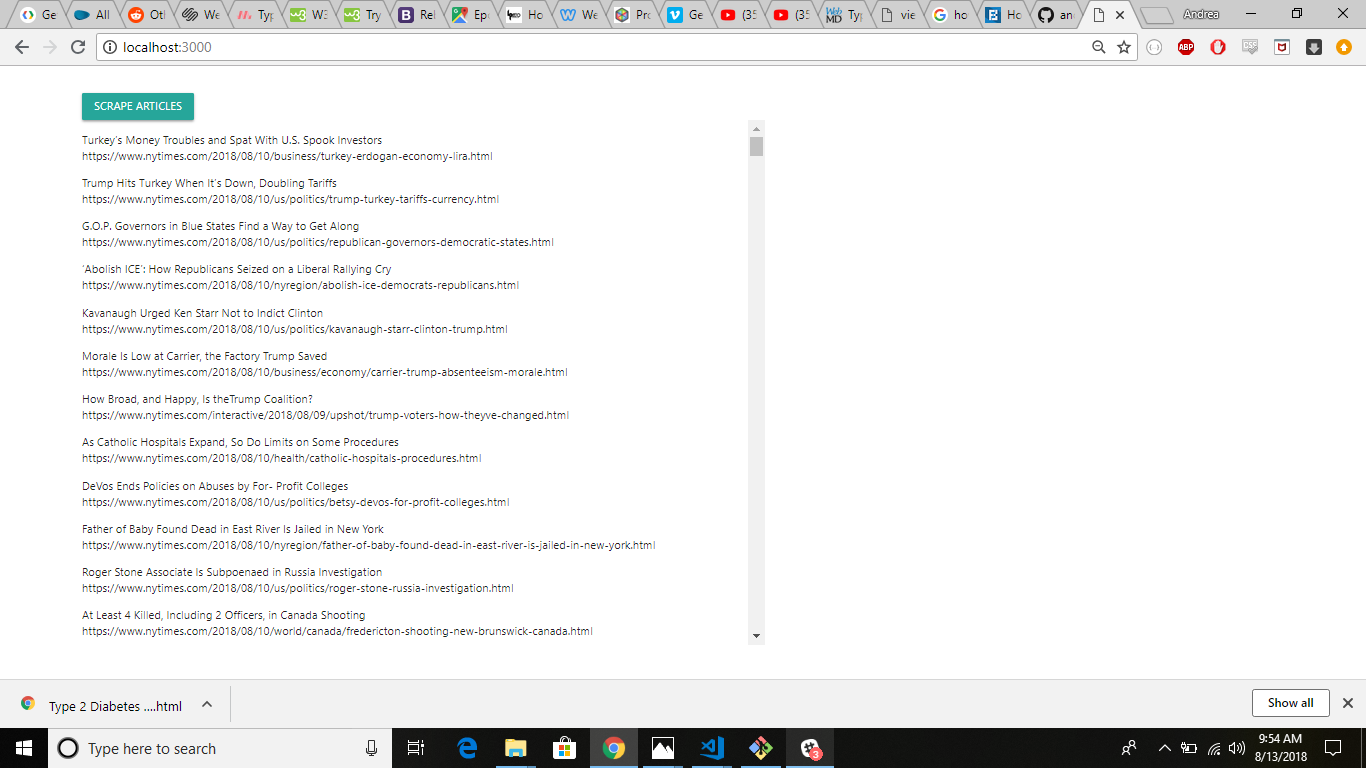 Ge
All
Oth
We
Typ
W3
Try
Rel
Epi
Ho
We
Pro
Ge
(35
(35
Typ
vie
ho
Ho
an
Andrea
localhost:3000
ABP
SCRAPE ARTICLES
Turkey's Money Troubles and Spat With U.S. Spook Investors
https://www.nytimes.com/2018/08/10/business/turkey-erdogan-economy-lira.html
Trump Hits Turkey When It's Down, Doubling Tariffs
https://www.nytimes.com/2018/08/10/us/politics/trump-turkey-tariffs-currency.html
G.O.P. Governors in Blue States Find a Way to Get Along
https://www.nytimes.com/2018/08/10/us/politics/republican-governors-democratic-states.html
'Abolish ICE': How Republicans Seized on a Liberal Rallying Cry
https://www.nytimes.com/2018/08/10/nyregion/abolish-ice-democrats-republicans.html
Kavanaugh Urged Ken Starr Not to Indict Clinton
https://www.nytimes.com/2018/08/10/us/politics/kavanaugh-starr-clinton-trump.html
Morale Is Low at Carrier, the Factory Trump Saved
https://www.nytimes.com/2018/08/10/business/economy/carrier-trump-absenteeism-morale.html
How Broad, and Happy, Is theTrump Coalition?
https://www.nytimes.com/interactive/2018/08/09/upshot/trump-voters-how-theyve-changed.html
As Catholic Hospitals Expand, So Do Limits on Some Procedures
https://www.nytimes.com/2018/08/10/health/catholic-hospitals-procedures.html
DeVos Ends Policies on Abuses by For- Profit Colleges
https://www.nytimes.com/2018/08/10/us/politics/betsy-devos-for-profit-colleges.html
Father of Baby Found Dead in East River Is Jailed in New York
https://www.nytimes.com/2018/08/10/nyregion/father-of-baby-found-dead-in-east-river-is-jailed-in-new-york.html
Roger Stone Associate Is Subpoenaed in Russia Investigation
https://www.nytimes.com/2018/08/10/us/politics/roger-stone-russia-investigation.html
At Least 4 Killed, Including 2 Officers, in Canada Shooting
https://www.nytimes.com/2018/08/10/world/canada/fredericton-shooting-new-brunswick-canada.html
Type 2 Diabetes ....html
Show all
Type here to search
3
9:54 AM
8/13/2018